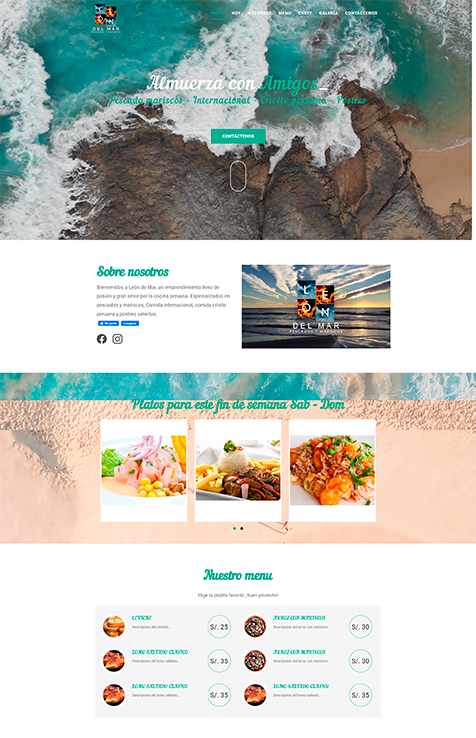 DEL MAR
HOY NOSOTROS MENU CHEFF GALERIA CONTÁCTENOS
Almuerza con Amigos_
Pescado mariscos - Internacional - Criollo peruano - Postres
CONTÁCTENOS
Sobre nosotros
Bienvenidos a León de Mar, un emprendimiento lleno de
pasión y gran amor por la cocina peruana. Especializados en
pescados y mariscos, Comida internacional, comida criolla
peruana y postres selectos.
Me gusta Compartir
LEON
DEL MAR
PESCADOS Y MARISCOS
Platos para este fin de semana Sab - Dom
Nuestro menu
Elige tu platillo favorito , buen provecho!
CEVICHE
Descripcion del ceviche...
S/. 25
ARROZ CON MARISCOS
Descripcion del arroz con mariscos...
S/. 30
LOMO SALTADO CLASICO
Descripcion del lomo saltado...
S/. 35
ARROZ CON MARISCOS
Descripcion del arroz con mariscos...
S/. 30
LOMO SALTADO CLASICO
Descripcion del lomo saltado...
S/. 35
LOMO SALTADO CLASICO
Descripcion del lomo saltado...
S/. 35